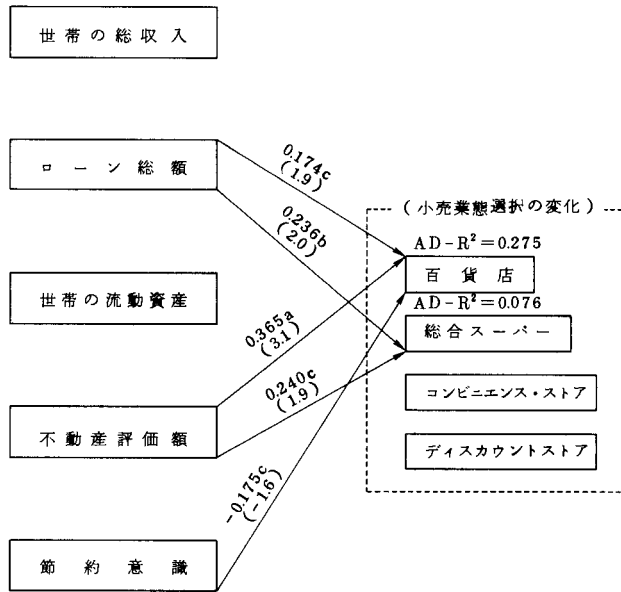 世帯の総収入
ローン総額
世帯の流動資産
不動産評価額
節約意識
0.174c
(1.9)
0.236b
(2.0)
0.365a
(3.1)
0.240c
(1.9)
-0.175c
(-1.6)
(小売業態選択の変化)
AD-R²=0.275
百貨店
AD-R²=0.076
総合スーパー
コンビニエンス・ストア
ディスカウントストア